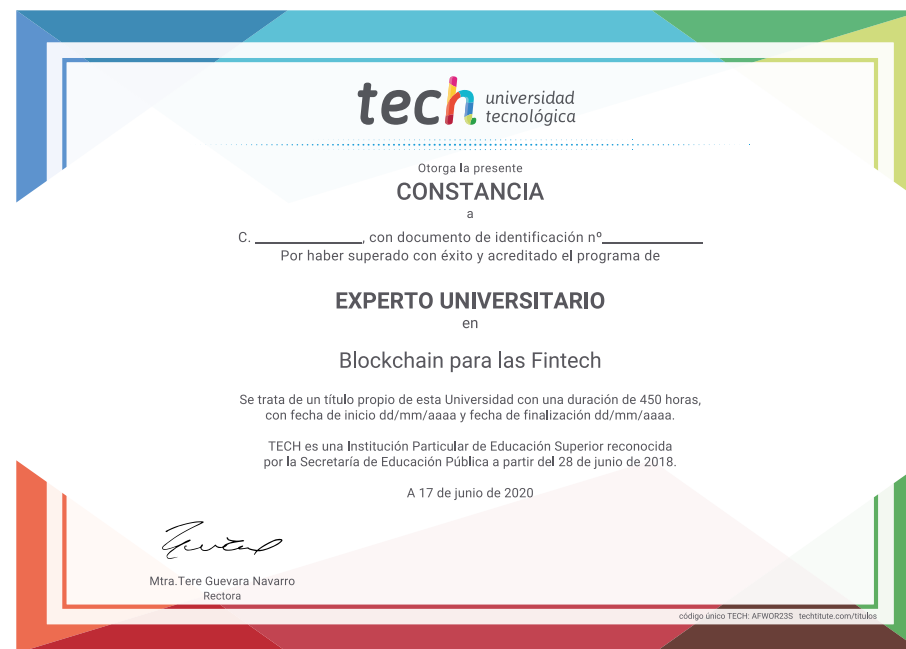 tech universidad
tecnológica
Otorga la presente
CONSTANCIA
a
C. ______________, con documento de identificación nº_____________
Por haber superado con éxito y acreditado el programa de
EXPERTO UNIVERSITARIO
en
Blockchain para las Fintech
Se trata de un título propio de esta Universidad con una duración de 450 horas,
con fecha de inicio dd/mm/aaaa y fecha de finalización dd/mm/aaaa.
TECH es una Institución Particular de Educación Superior reconocida
por la Secretaría de Educación Pública a partir del 28 de junio de 2018.
A 17 de junio de 2020
Mtra.Tere Guevara Navarro
Rectora
código único TECH: AFWOR23S techtitute.com/titulos